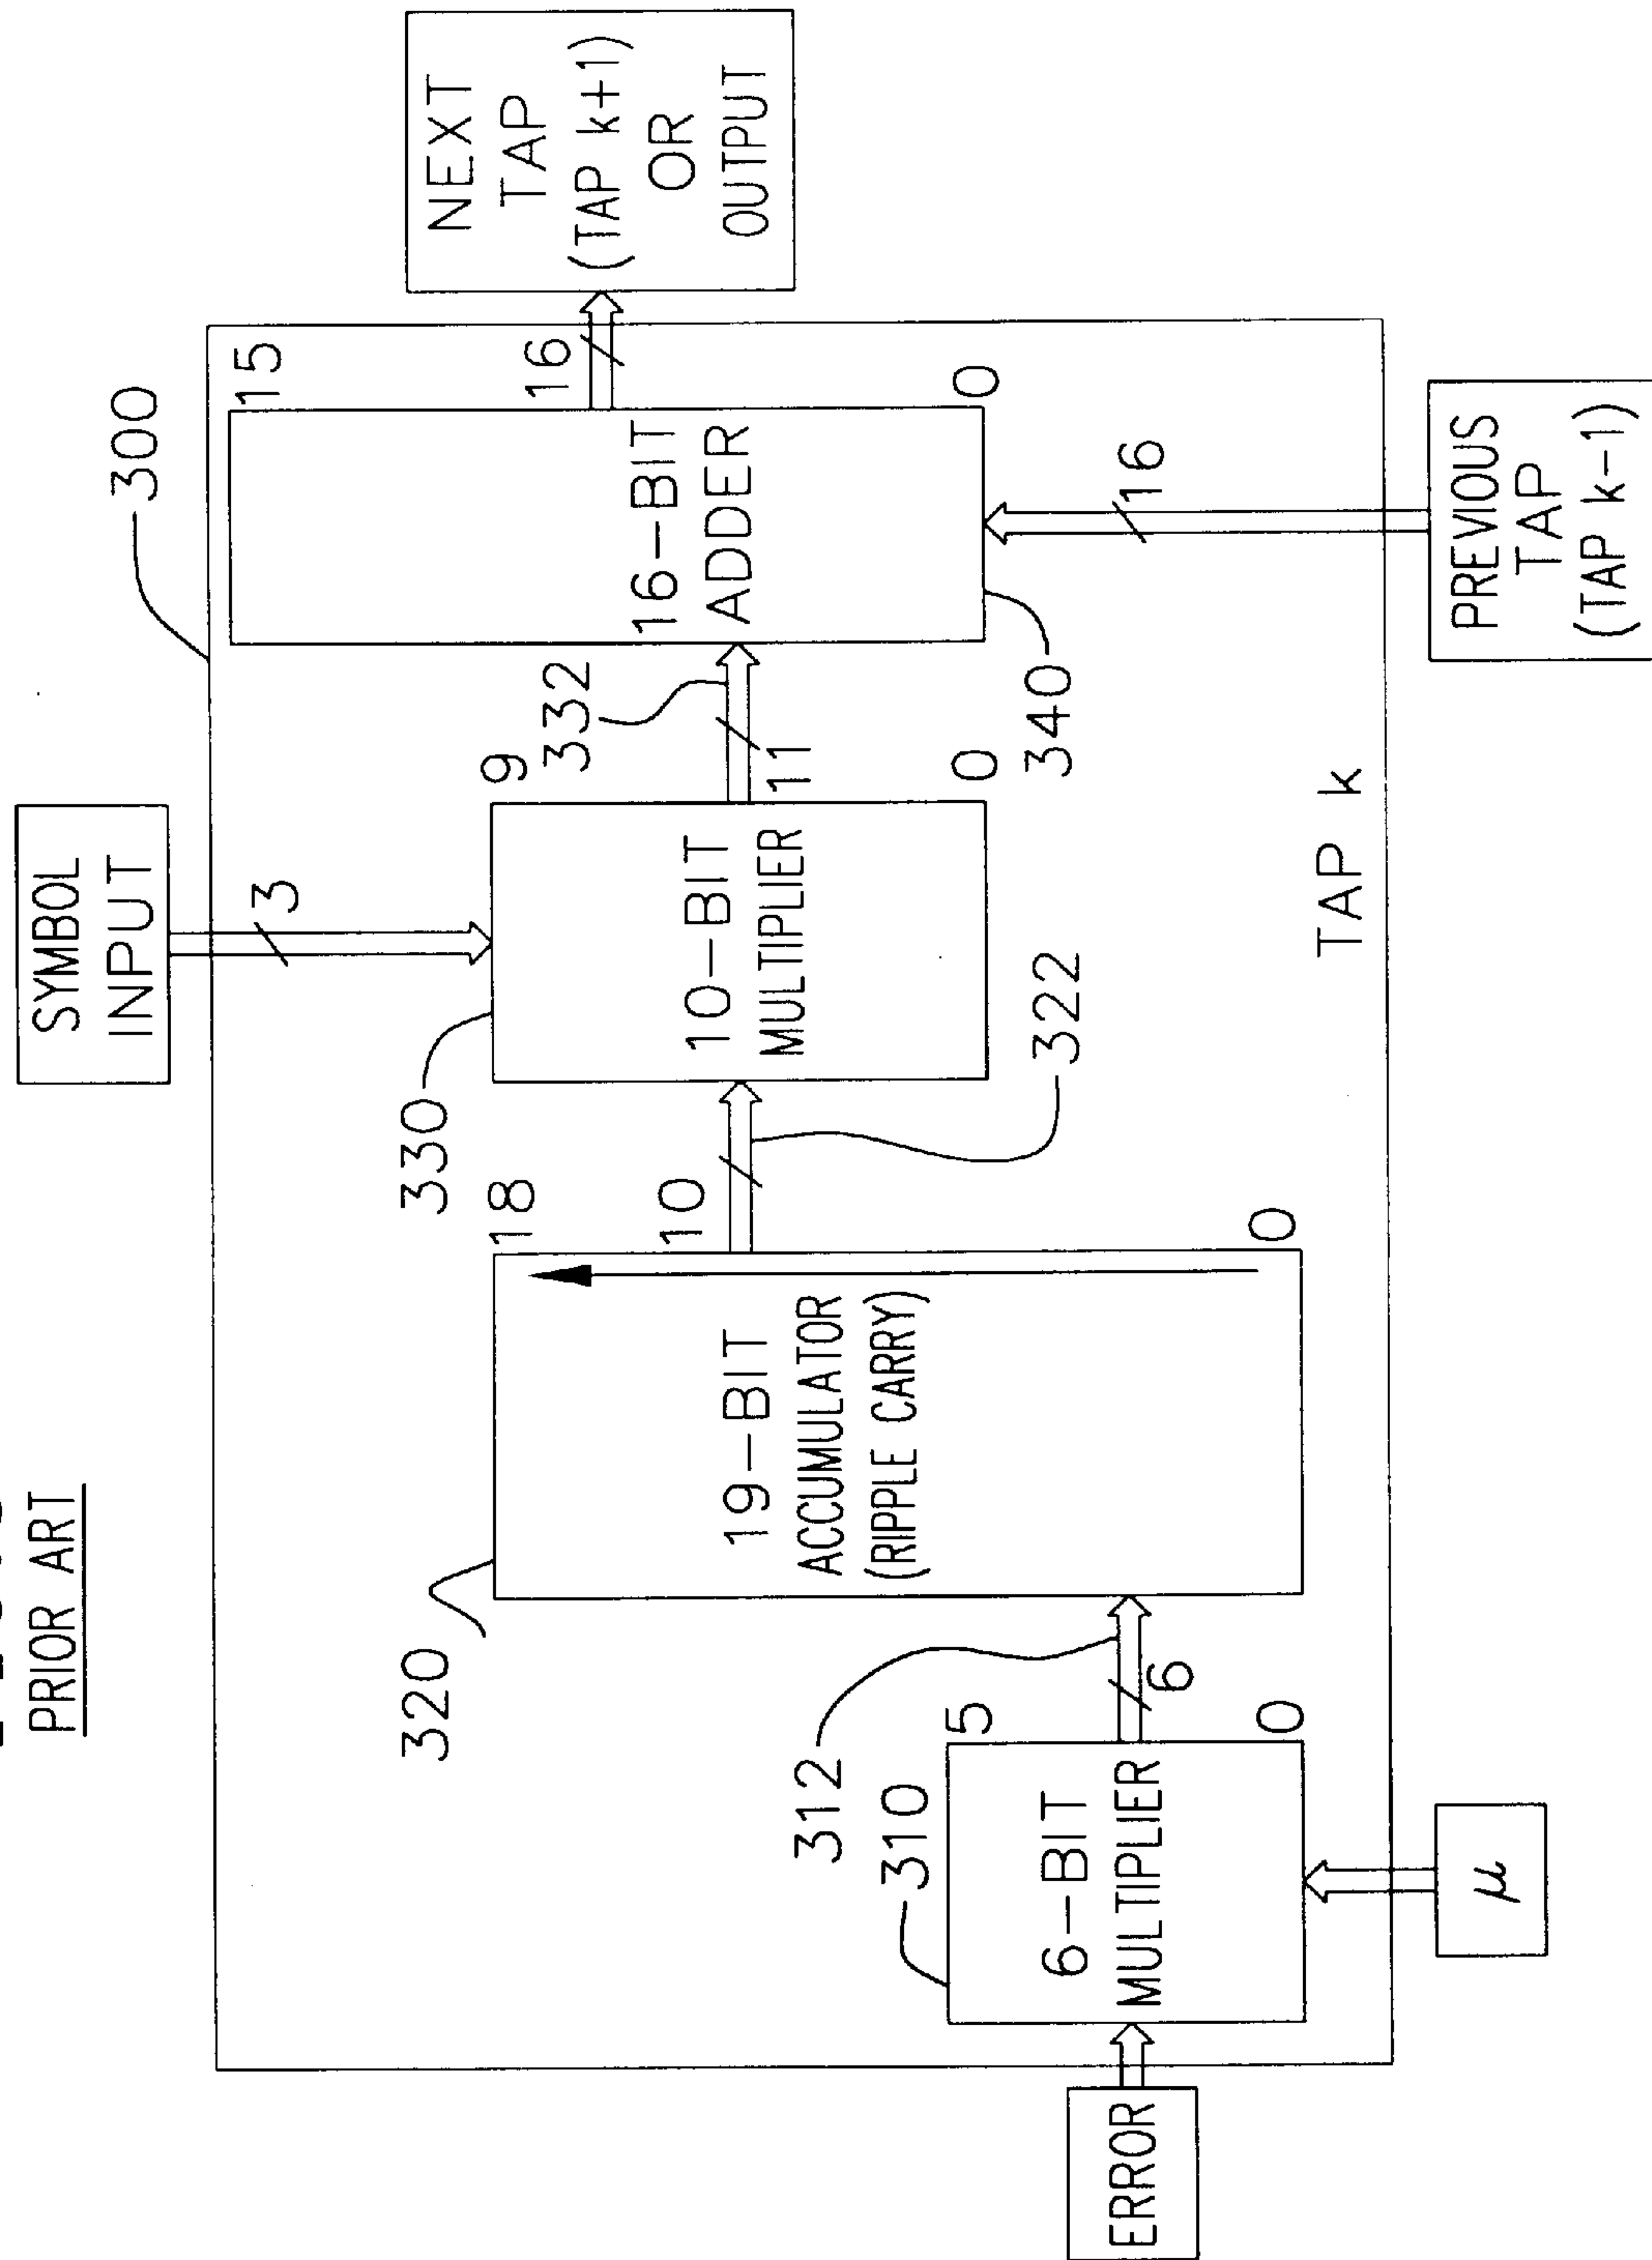 PRIOR ART
300
SYMBOL
INPUT
3
NEXT
TAP
(TAP k+1)
OR
OUTPUT
16
15
16-BIT
ADDER
0
340
16
PREVIOUS
TAP
(TAP k-1)
332
11
9
10-BIT
MULTIPLIER
0
330
322
10
18
19-BIT
ACCUMULATOR
(RIPPLE CARRY)
0
320
312
6
5
6-BIT
MULTIPLIER
0
310
ERROR
μ
TAP k